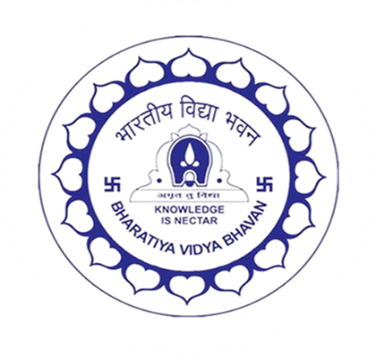 भारतीय विद्या भवन
अमृतं तु विद्या
KNOWLEDGE
IS NECTAR
BHARATIYA VIDYA BHAVAN